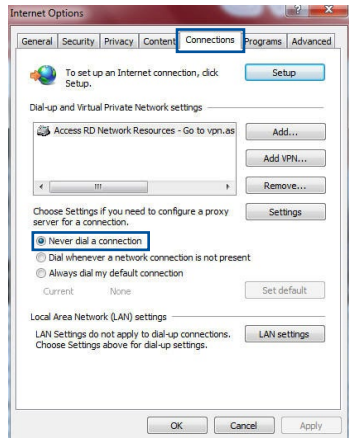 Internet Options
General Security Privacy Content Connections Programs Advanced
To set up an Internet connection, click
Setup.
Setup
Dial-up and Virtual Private Network settings
Access RD Network Resources - Go to vpn.as
Add...
Add VPN...
Remove...
Choose Settings if you need to configure a proxy
server for a connection.
Settings
Never dial a connection
Dial whenever a network connection is not present
Always dial my default connection
Current None
Set default
Local Area Network (LAN) settings
LAN Settings do not apply to dial-up connections.
Choose Settings above for dial-up settings.
LAN settings
OK Cancel Apply